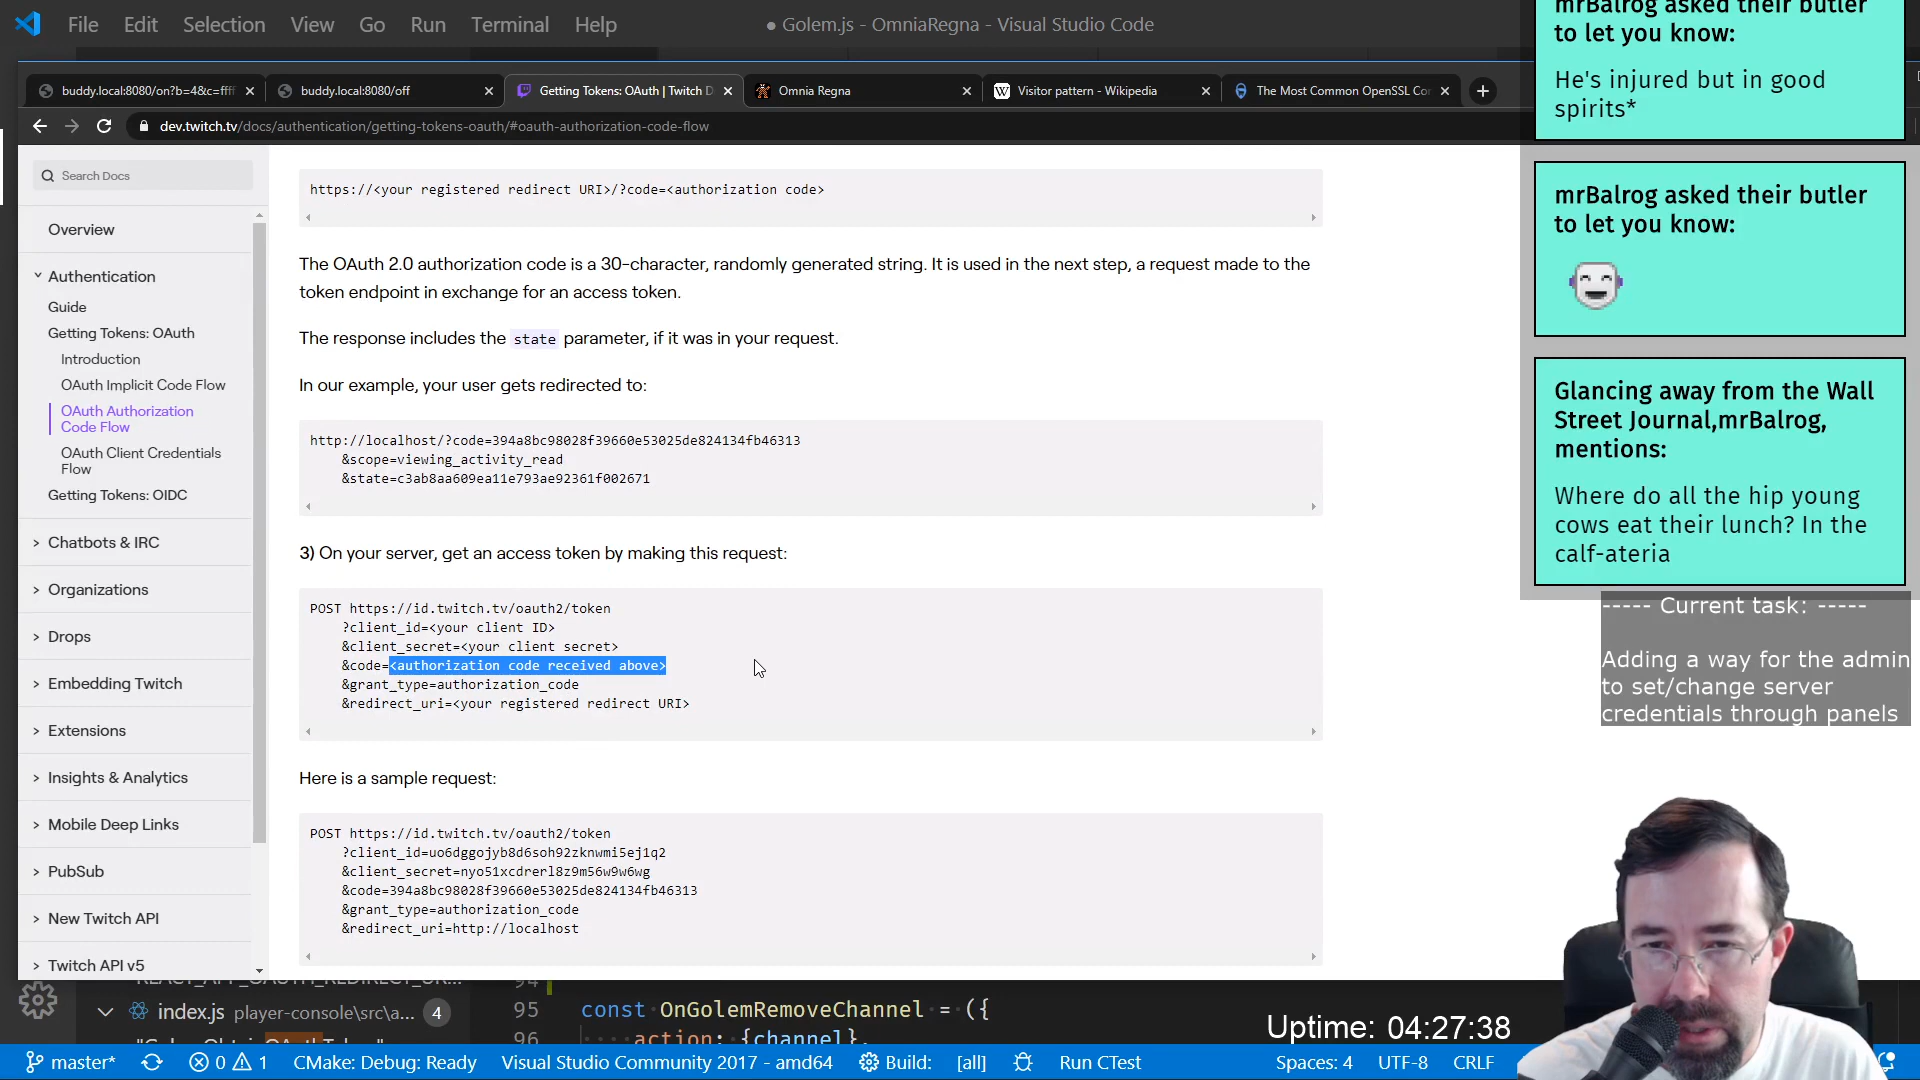 File Edit Selection View Go Run Terminal Help
● Golem.js - OmniaRegna - Visual Studio Code
buddy.local:8080/on?b=4&c=ffff
buddy.local:8080/off
Getting Tokens: OAuth | Twitch D
Omnia Regna
Visitor pattern - Wikipedia
The Most Common OpenSSL Co
dev.twitch.tv/docs/authentication/getting-tokens-oauth/#oauth-authorization-code-flow
Search Docs
Overview
Authentication
Guide
Getting Tokens: OAuth
Introduction
OAuth Implicit Code Flow
OAuth Authorization
Code Flow
OAuth Client Credentials
Flow
Getting Tokens: OIDC
Chatbots & IRC
Organizations
Drops
Embedding Twitch
Extensions
Insights & Analytics
Mobile Deep Links
PubSub
New Twitch API
Twitch API v5
https://<your registered redirect URI>/?code=<authorization code>
The OAuth 2.0 authorization code is a 30-character, randomly generated string. It is used in the next step, a request made to the
token endpoint in exchange for an access token.
The response includes the state parameter, if it was in your request.
In our example, your user gets redirected to:
http://localhost/?code=394a8bc98028f39660e53025de824134fb46313
&scope=viewing_activity_read
&state=c3ab8aa609ea11e793ae92361f002671
3) On your server, get an access token by making this request:
POST https://id.twitch.tv/oauth2/token
?client_id=<your client ID>
&client_secret=<your client secret>
&code=<authorization code received above>
&grant_type=authorization_code
&redirect_uri=<your registered redirect URI>
Here is a sample request:
POST https://id.twitch.tv/oauth2/token
?client_id=uo6dggojyb8d6soh92zknwmi5ej1q2
&client_secret=nyo51xcdrerl8z9m56w9w6wg
&code=394a8bc98028f39660e53025de824134fb46313
&grant_type=authorization_code
&redirect_uri=http://localhost
mrBalrog asked their butler
to let you know:
He's injured but in good
spirits*
mrBalrog asked their butler
to let you know:
Glancing away from the Wall
Street Journal,mrBalrog,
mentions:
Where do all the hip young
cows eat their lunch? In the
calf-ateria
----- Current task: -----
Adding a way for the admin
to set/change server
credentials through panels
index.js player-console\src\a... 4
94
95 const OnGolemRemoveChannel = ({
96 action: {channel},
Uptime: 04:27:38
master* 0 1 CMake: Debug: Ready Visual Studio Community 2017 - amd64 Build: [all] Run CTest Spaces: 4 UTF-8 CRLF